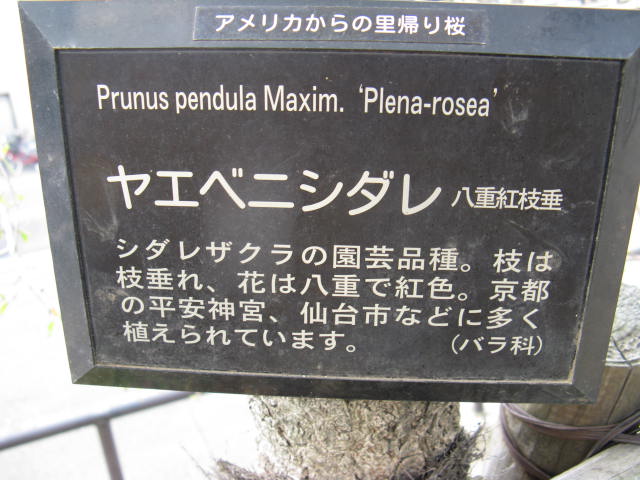 アメリカからの里帰り桜
Prunus pendula Maxim. ‘Plena-rosea’
ヤエベニシダレ 八重紅枝垂
シダレザクラの園芸品種。枝は
枝垂れ、花は八重で紅色。京都
の平安神宮、仙台市などに多く
植えられています。 （バラ科）